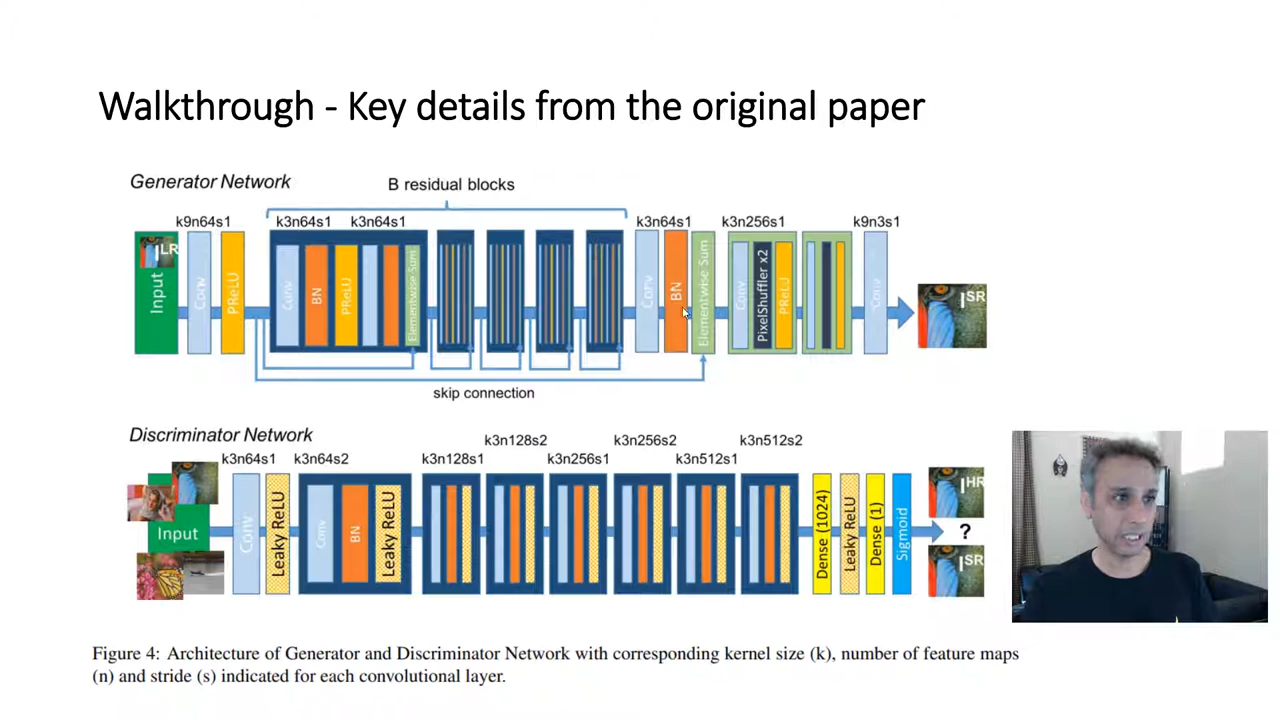 Walkthrough - Key details from the original paper
Generator Network
B residual blocks
k9n64s1
k3n64s1
k3n64s1
k3n64s1
k3n256s1
k9n3s1
Input
LR
Conv
PReLU
Conv
BN
PReLU
Elementwise Sum
Conv
BN
Elementwise Sum
Conv
PixelShuffler x2
PReLU
Conv
SR
skip connection
Discriminator Network
k3n128s2
k3n256s2
k3n512s2
k3n64s1
k3n64s2
k3n128s1
k3n256s1
k3n512s1
Input
Conv
Leaky ReLU
Conv
BN
Leaky ReLU
Dense (1024)
Leaky ReLU
Dense (1)
Sigmoid
IHR
?
ISR
Figure 4: Architecture of Generator and Discriminator Network with corresponding kernel size (k), number of feature maps
(n) and stride (s) indicated for each convolutional layer.